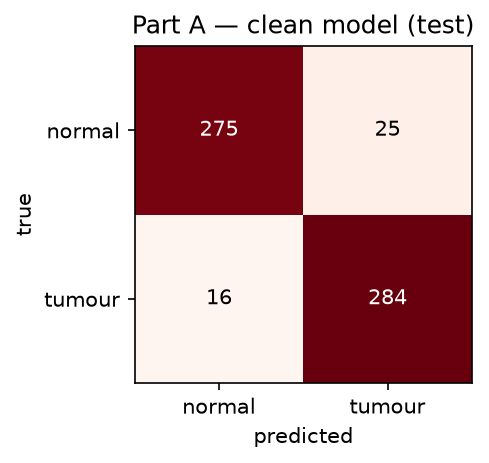 Part A — clean model (test)
normal
275
25
true
tumour
16
284
normal
tumour
predicted